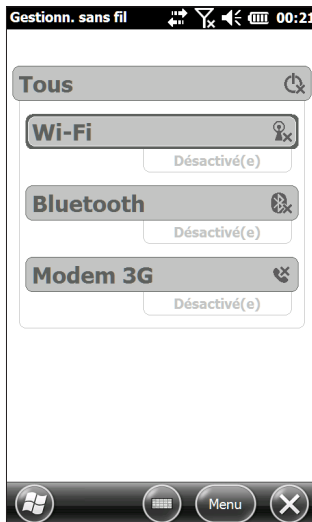 Gestionn. sans fil 00:21
Tous
Wi-Fi
Désactivé(e)
Bluetooth
Désactivé(e)
Modem 3G
Désactivé(e)
Menu